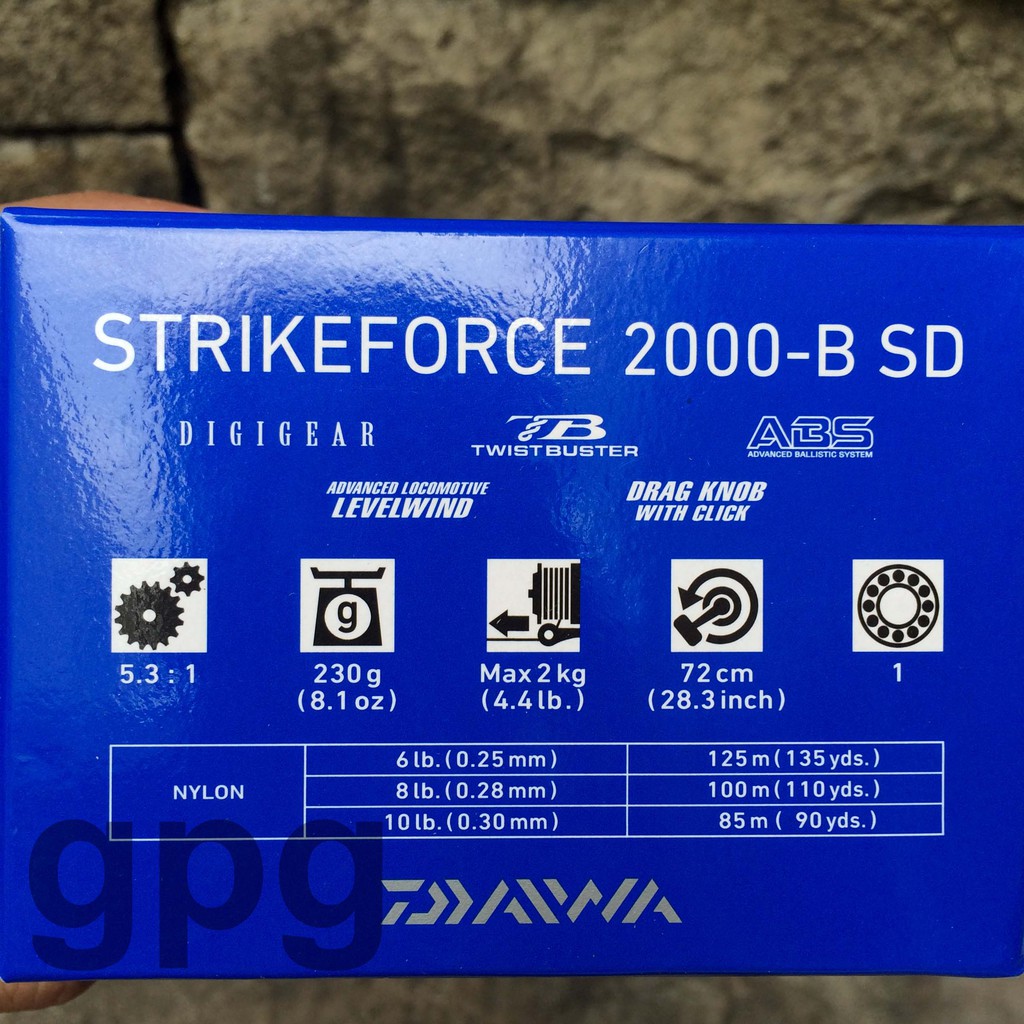 STRIKEFORCE 2000-B SD
DIGIGEAR
TB
TWISTBUSTER
ABS
ADVANCED BALLISTIC SYSTEM
ADVANCED LOCOMOTIVE
LEVELWIND
DRAG KNOB
WITH CLICK
g
5.3 : 1
230 g
(8.1 oz)
Max 2 kg
(4.4 lb.)
72 cm
(28.3 inch)
1
NYLON
6 lb. (0.25 mm) 125 m (135 yds.)
8 lb. (0.28 mm) 100 m (110 yds.)
10 lb. (0.30 mm) 85 m ( 90 yds.)
gpg
DAIWA